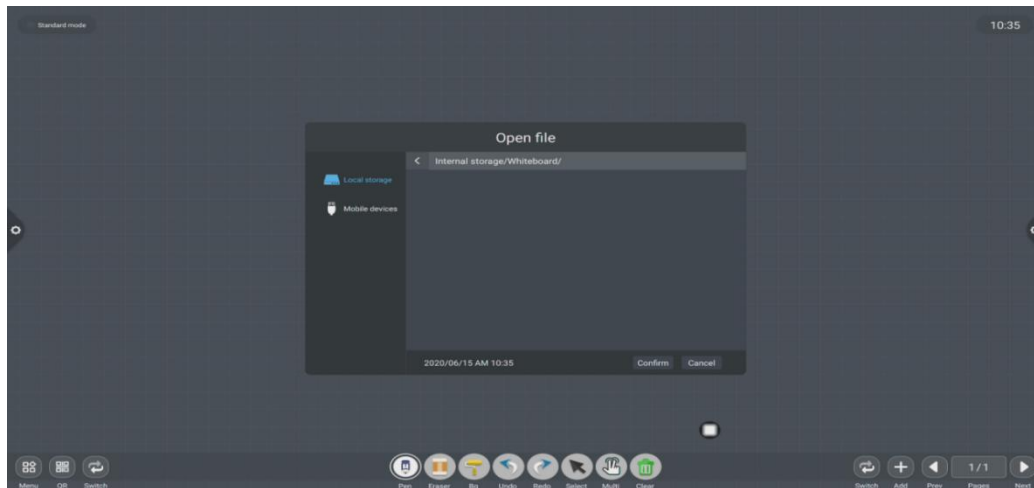 Standard mode
10:35
Open file
Internal storage/Whiteboard/
Local storage
Mobile devices
2020/06/15 AM 10:35
Confirm
Cancel
1/1
Menu
QR
Switch
Pen
Eraser
Bg
Undo
Redo
Select
Multi
Clear
Switch
Add
Prev
Pages
Next